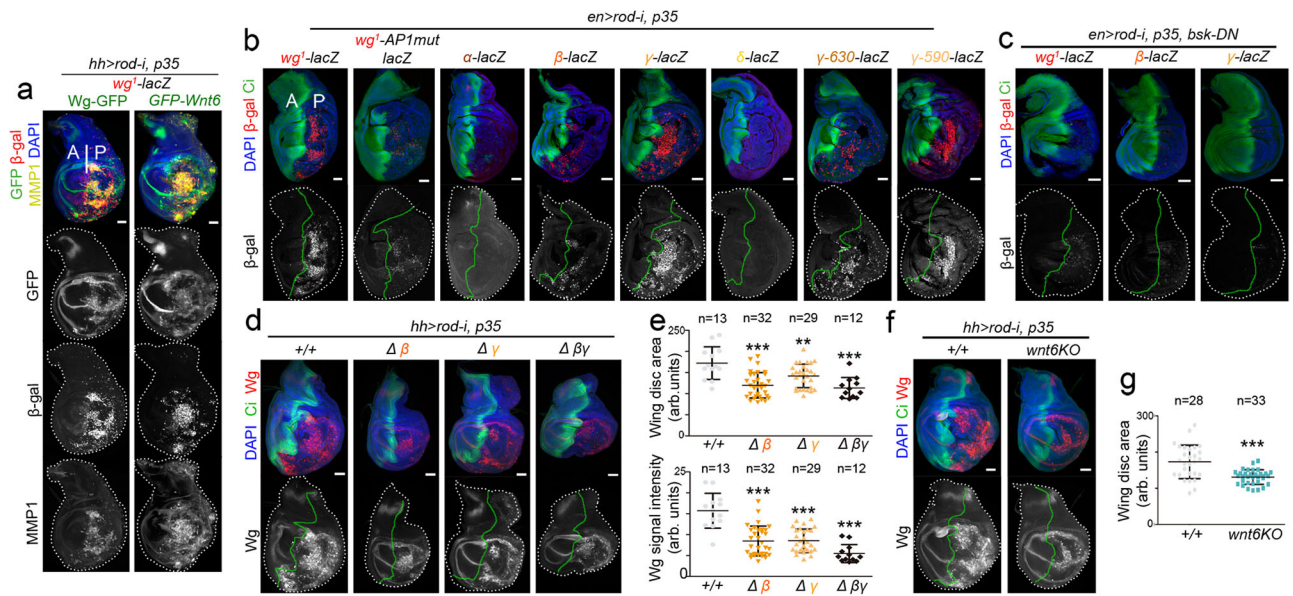 a
hh>rod-i, p35
wg¹-lacZ
Wg-GFP GFP-Wnt6
A P
GFP β-gal
MMP1 DAPI
GFP
β-gal
MMP1
b
en>rod-i, p35
wg¹-lacZ wg¹-AP1mut lacZ α-lacZ β-lacZ γ-lacZ δ-lacZ γ-630-lacZ γ-590-lacZ
A P
DAPI β-gal Ci
β-gal
c
en>rod-i, p35, bsk-DN
wg¹-lacZ β-lacZ γ-lacZ
DAPI β-gal Ci
β-gal
d
hh>rod-i, p35
+/+ Δ β Δ γ Δ βγ
DAPI Ci Wg
Wg
e
n=13 n=32 n=29 n=12
*** ** ***
Wing disc area
(arb. units)
250
0
+/+ Δ β Δ γ Δ βγ
n=13 n=32 n=29 n=12
*** *** ***
Wg signal intensity
(arb. units)
25
0
+/+ Δ β Δ γ Δ βγ
f
hh>rod-i, p35
+/+ wnt6KO
DAPI Ci Wg
Wg
g
n=28 n=33
***
Wing disc area
(arb. units)
300
0
+/+ wnt6KO